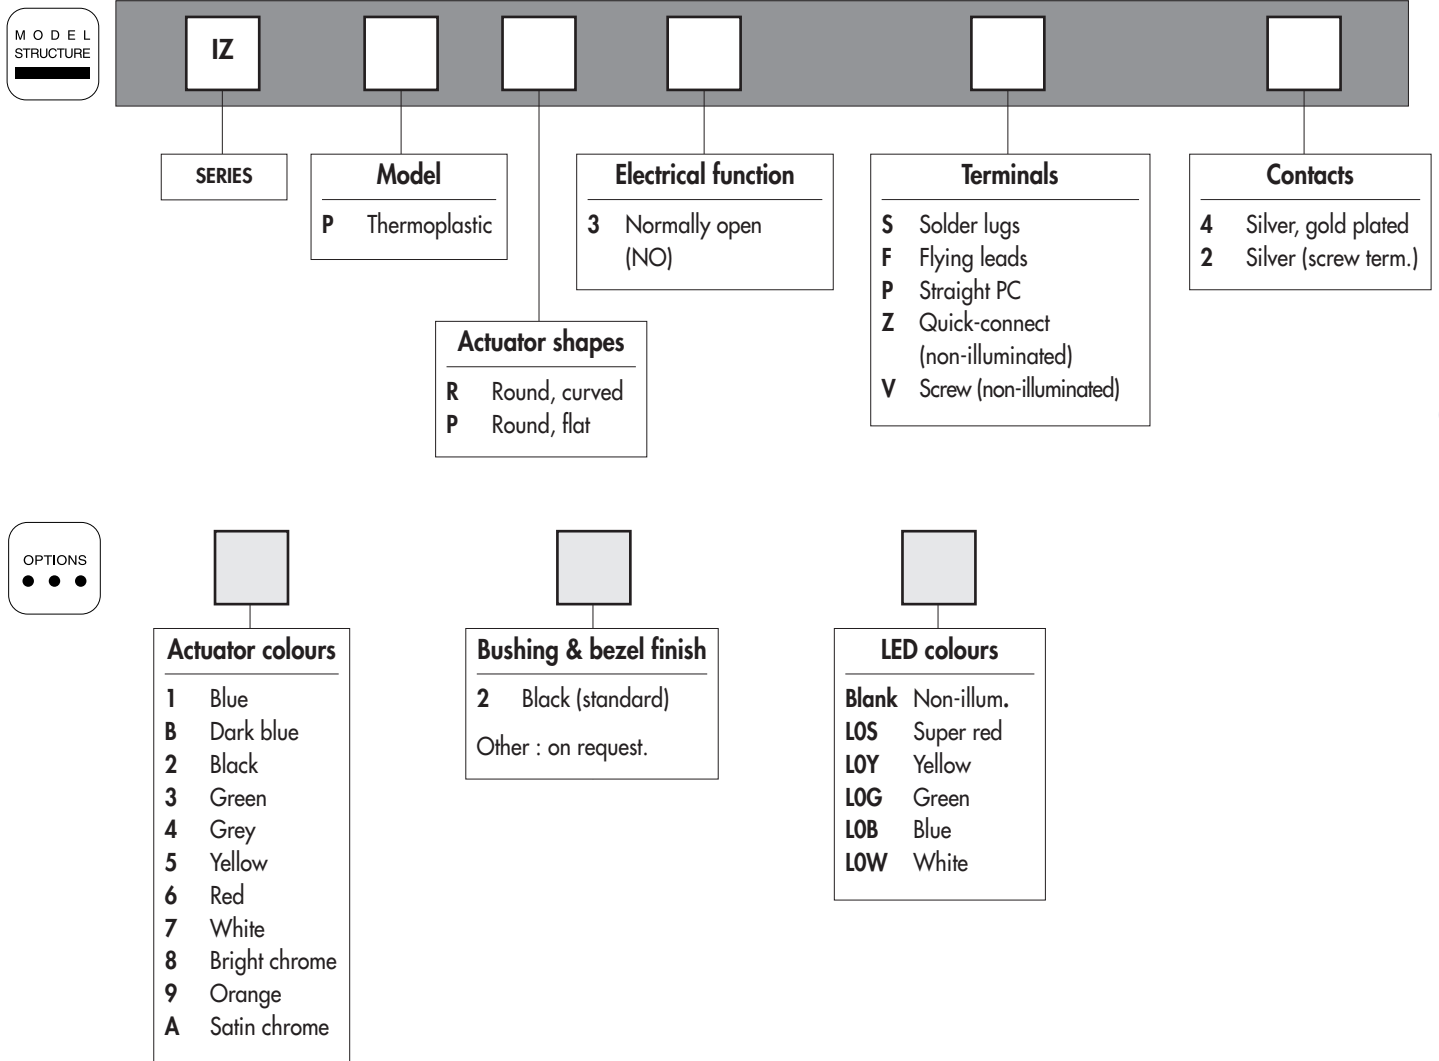 MODEL
STRUCTURE
IZ
SERIES
Model
P Thermoplastic
Actuator shapes
R Round, curved
P Round, flat
Electrical function
3 Normally open
(NO)
Terminals
S Solder lugs
F Flying leads
P Straight PC
Z Quick-connect
(non-illuminated)
V Screw (non-illuminated)
Contacts
4 Silver, gold plated
2 Silver (screw term.)
OPTIONS
Actuator colours
1 Blue
B Dark blue
2 Black
3 Green
4 Grey
5 Yellow
6 Red
7 White
8 Bright chrome
9 Orange
A Satin chrome
Bushing & bezel finish
2 Black (standard)
Other : on request.
LED colours
Blank Non-illum.
L0S Super red
L0Y Yellow
L0G Green
L0B Blue
L0W White